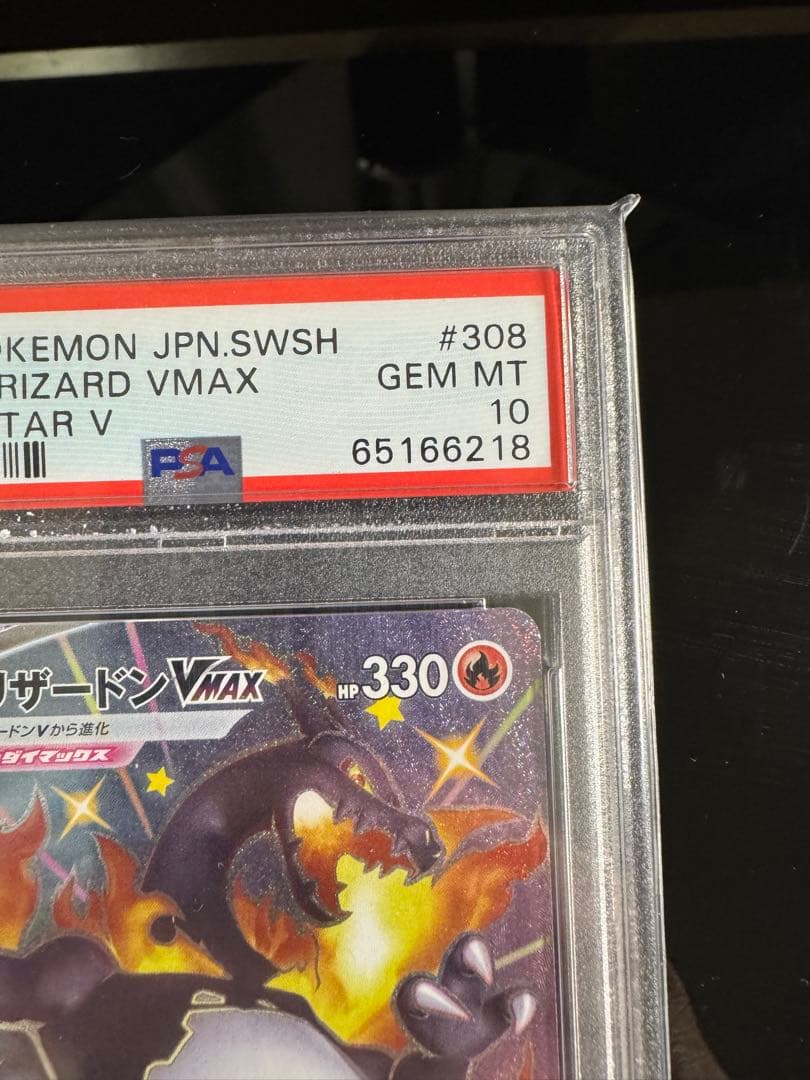 OKEMON JPN.SWSH #308
RIZARD VMAX GEM MT
TAR V 10
PSA 65166218
リザードンVMAX HP330
ードンVから進化
ダイマックス